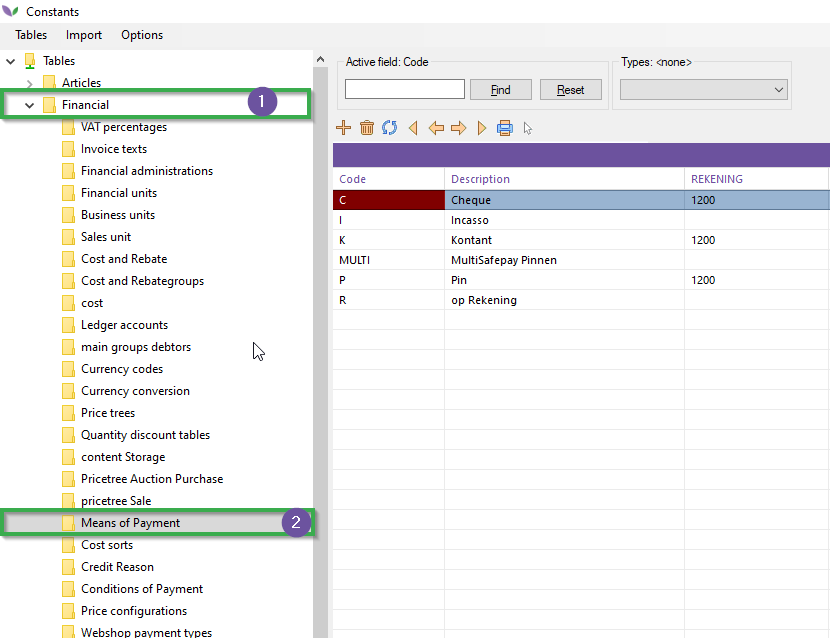 Constants
Tables Import Options
Tables
Articles
Financial 1
VAT percentages
Invoice texts
Financial administrations
Financial units
Business units
Sales unit
Cost and Rebate
Cost and Rebategroups
cost
Ledger accounts
main groups debtors
Currency codes
Currency conversion
Price trees
Quantity discount tables
content Storage
Pricetree Auction Purchase
pricetree Sale
Means of Payment 2
Cost sorts
Credit Reason
Conditions of Payment
Price configurations
Webshop payment types
Active field: Code
Find Reset
Types: <none>
Code Description REKENING
C Cheque 1200
I Incasso
K Kontant 1200
MULTI MultiSafepay Pinnen
P Pin 1200
R op Rekening